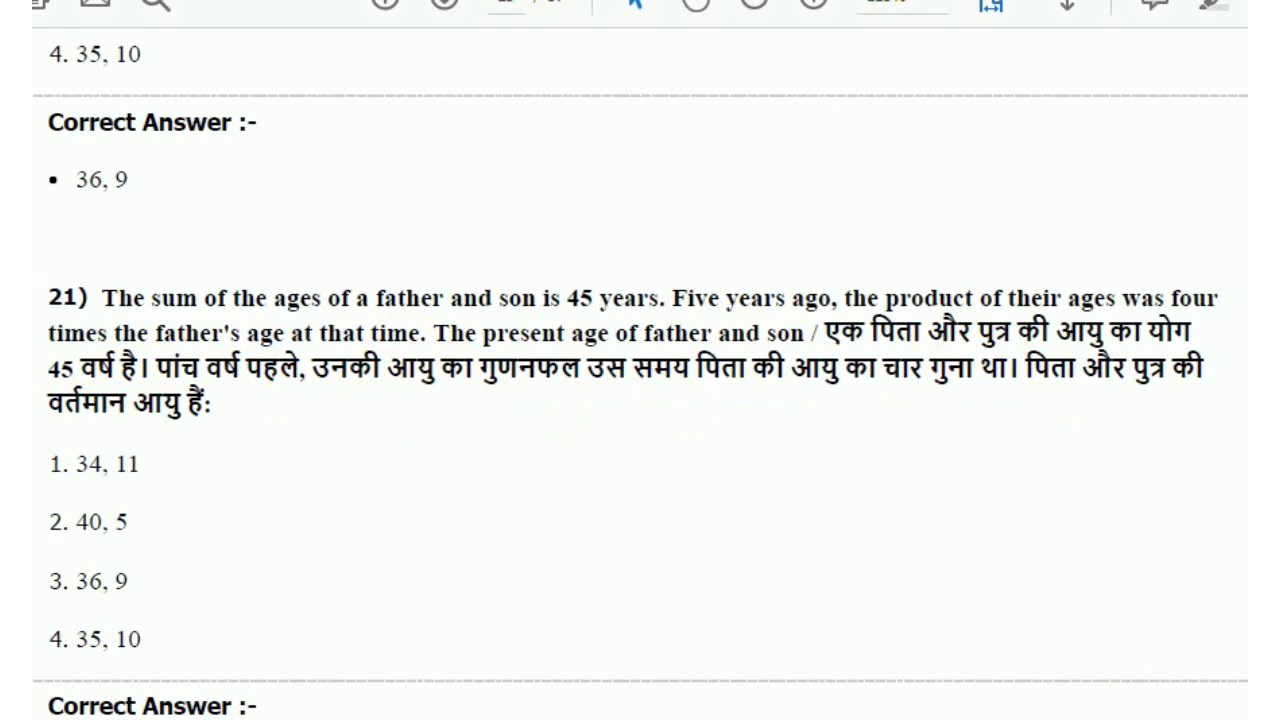 4. 35, 10
Correct Answer :-
• 36, 9
21) The sum of the ages of a father and son is 45 years. Five years ago, the product of their ages was four
times the father's age at that time. The present age of father and son / एक पिता और पुत्र की आयु का योग
45 वर्ष है। पांच वर्ष पहले, उनकी आयु का गुणनफल उस समय पिता की आयु का चार गुना था। पिता और पुत्र की
वर्तमान आयु हैं:
1. 34, 11
2. 40, 5
3. 36, 9
4. 35, 10
Correct Answer :-